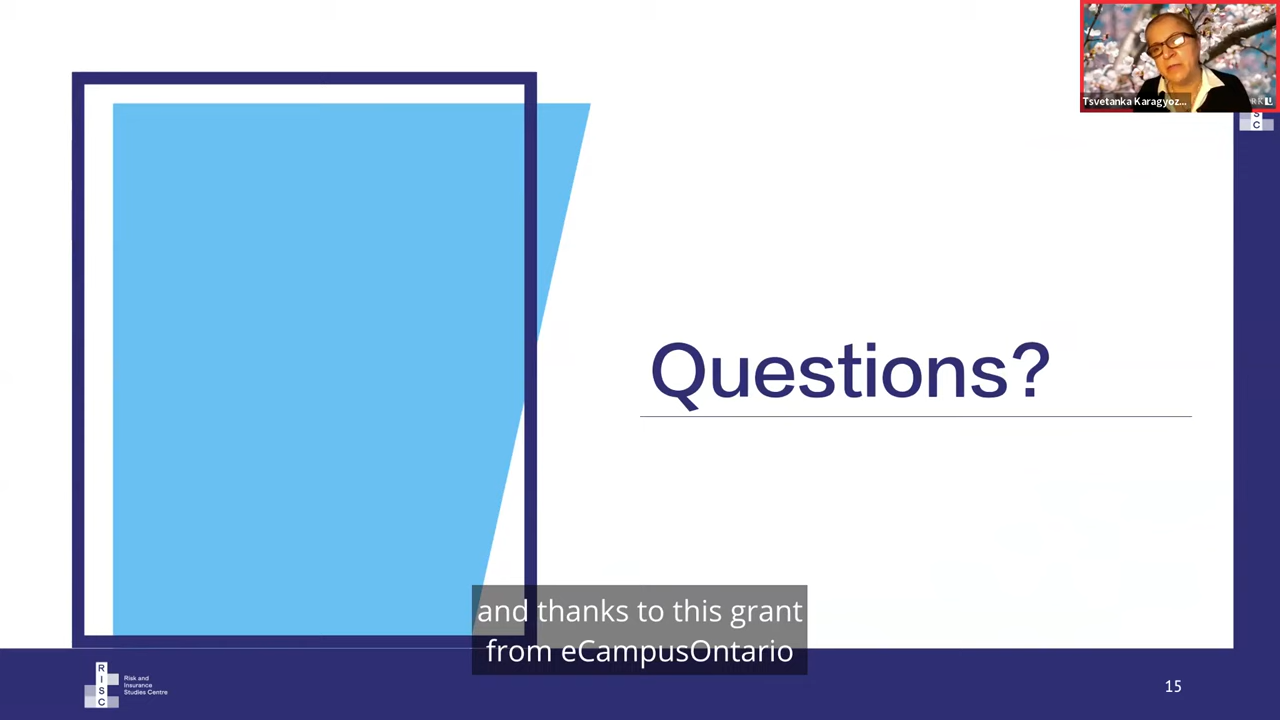 Tsvetanka Karagyoz...
S
C
Questions?
and thanks to this grant
from eCampusOntario
R
I
S
C
Risk and
Insurance
Studies Centre
15